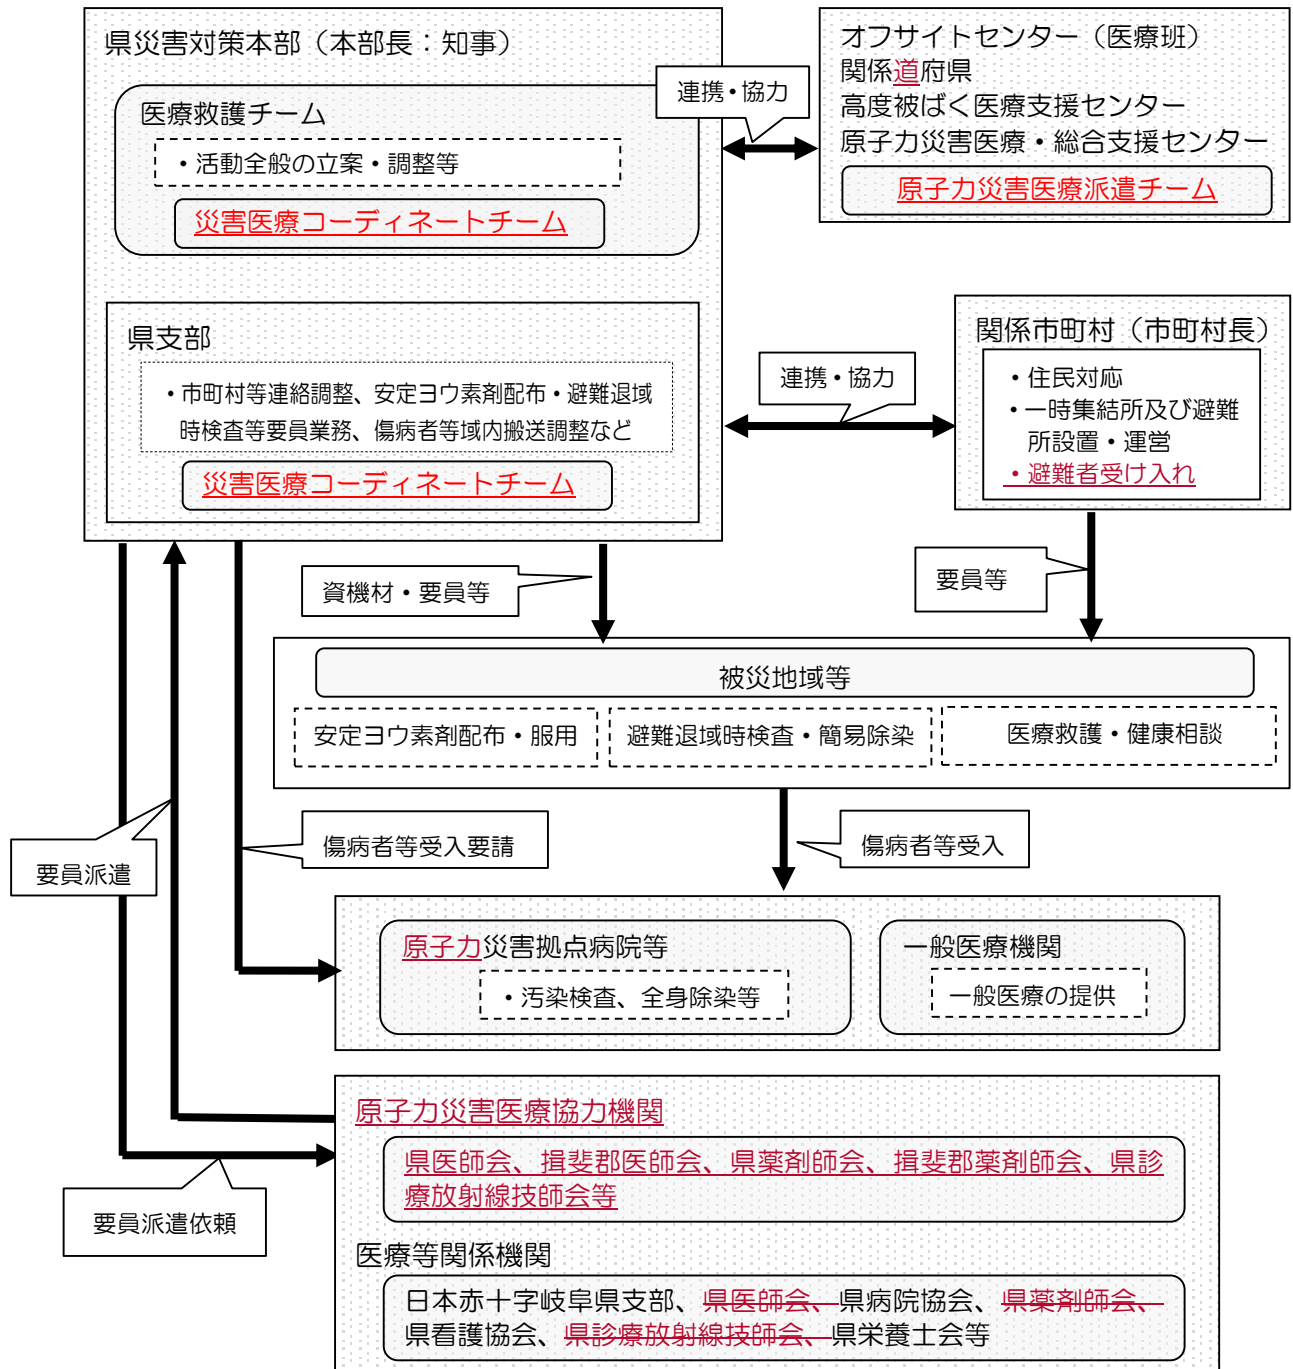 県災害対策本部（本部長：知事）
医療救護チーム
・活動全般の立案・調整等
災害医療コーディネートチーム
連携・協力
オフサイトセンター（医療班）
関係道府県
高度被ばく医療支援センター
原子力災害医療・総合支援センター
原子力災害医療派遣チーム
県支部
・市町村等連絡調整、安定ヨウ素剤配布・避難退域
時検査等要員業務、傷病者等域内搬送調整など
災害医療コーディネートチーム
連携・協力
関係市町村（市町村長）
・住民対応
・一時集結所及び避難
所設置・運営
・避難者受け入れ
資機材・要員等
要員等
被災地域等
安定ヨウ素剤配布・服用
避難退域時検査・簡易除染
医療救護・健康相談
要員派遣
傷病者等受入要請
傷病者等受入
原子力災害拠点病院等
・汚染検査、全身除染等
一般医療機関
一般医療の提供
原子力災害医療協力機関
県医師会、揖斐郡医師会、県薬剤師会、揖斐郡薬剤師会、県診
療放射線技師会等
要員派遣依頼
医療等関係機関
日本赤十字岐阜県支部、県医師会、県病院協会、県薬剤師会、
県看護協会、県診療放射線技師会、県栄養士会等